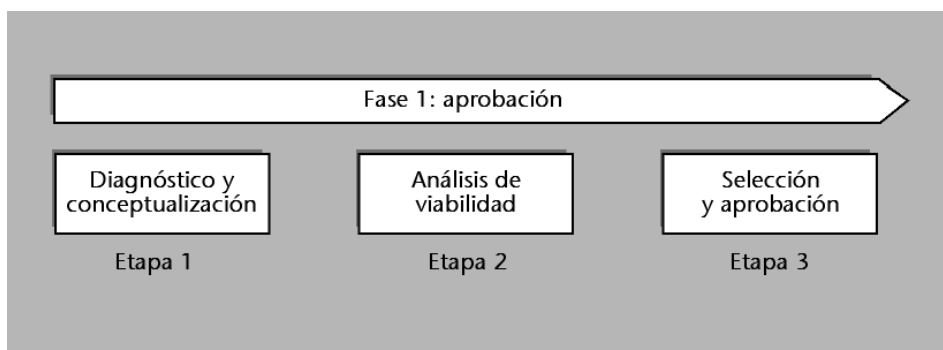 Fase 1: aprobación
Diagnóstico y
conceptualización
Análisis de
viabilidad
Selección
y aprobación
Etapa 1
Etapa 2
Etapa 3